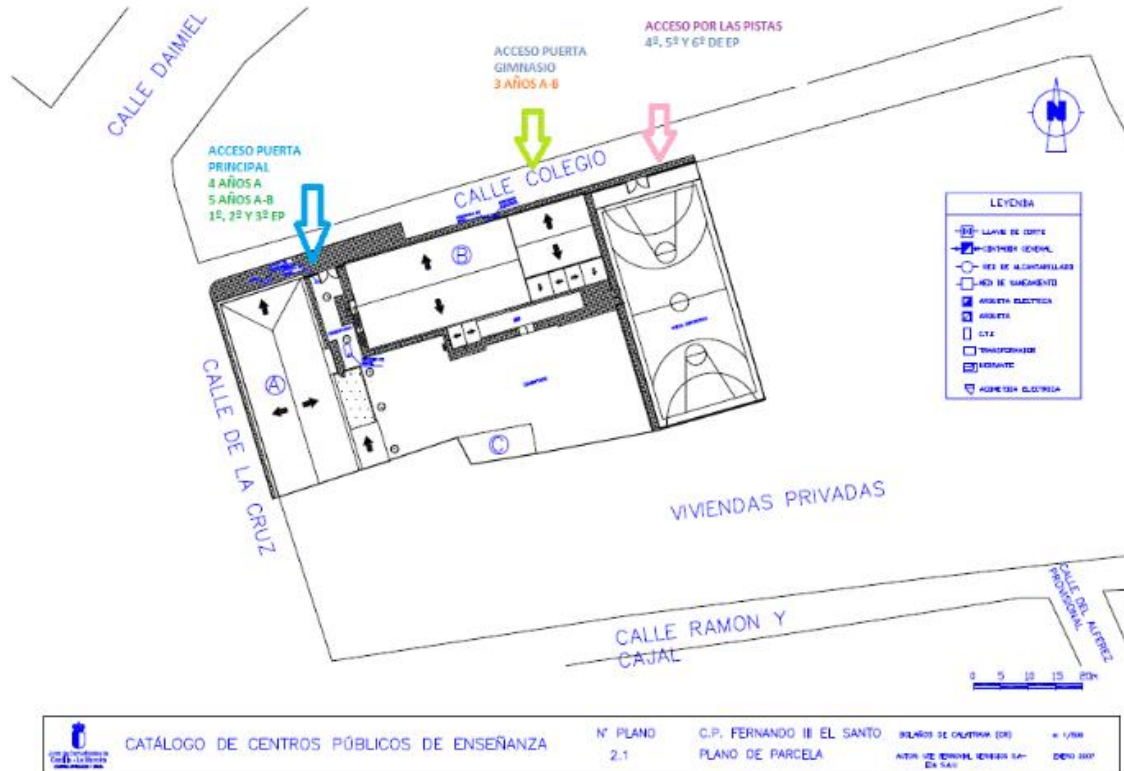 CALLE DAIMIEL
ACCESO PUERTA
GIMNASIO
3 AÑOS A-B
ACCESO POR LAS PISTAS
4º, 5º Y 6º DE EP
ACCESO PUERTA
PRINCIPAL
4 AÑOS A
5 AÑOS A-B
1º, 2º Y 3º EP
CALLE COLEGIO
N
LEYENDA
LLAVE DE CORTE
CONTADOR GENERAL
RED DE ALCANTARILLADO
RED DE SANEAMIENTO
ARQUETA ELECTRICA
ARQUETA
TRANSFORMADOR
ACOMETIDA ELECTRICA
A
B
C
CALLE DE LA CRUZ
VIVIENDAS PRIVADAS
CALLE RAMON Y
CAJAL
CALLE DEL ALFÉREZ
PROVISIONAL
0 5 10 15 20m
CATÁLOGO DE CENTROS PÚBLICOS DE ENSEÑANZA
Nº PLANO
2.1
C.P. FERNANDO III EL SANTO
PLANO DE PARCELA
BOLAÑOS DE CALATRAVA (CR)
ENERO 2007